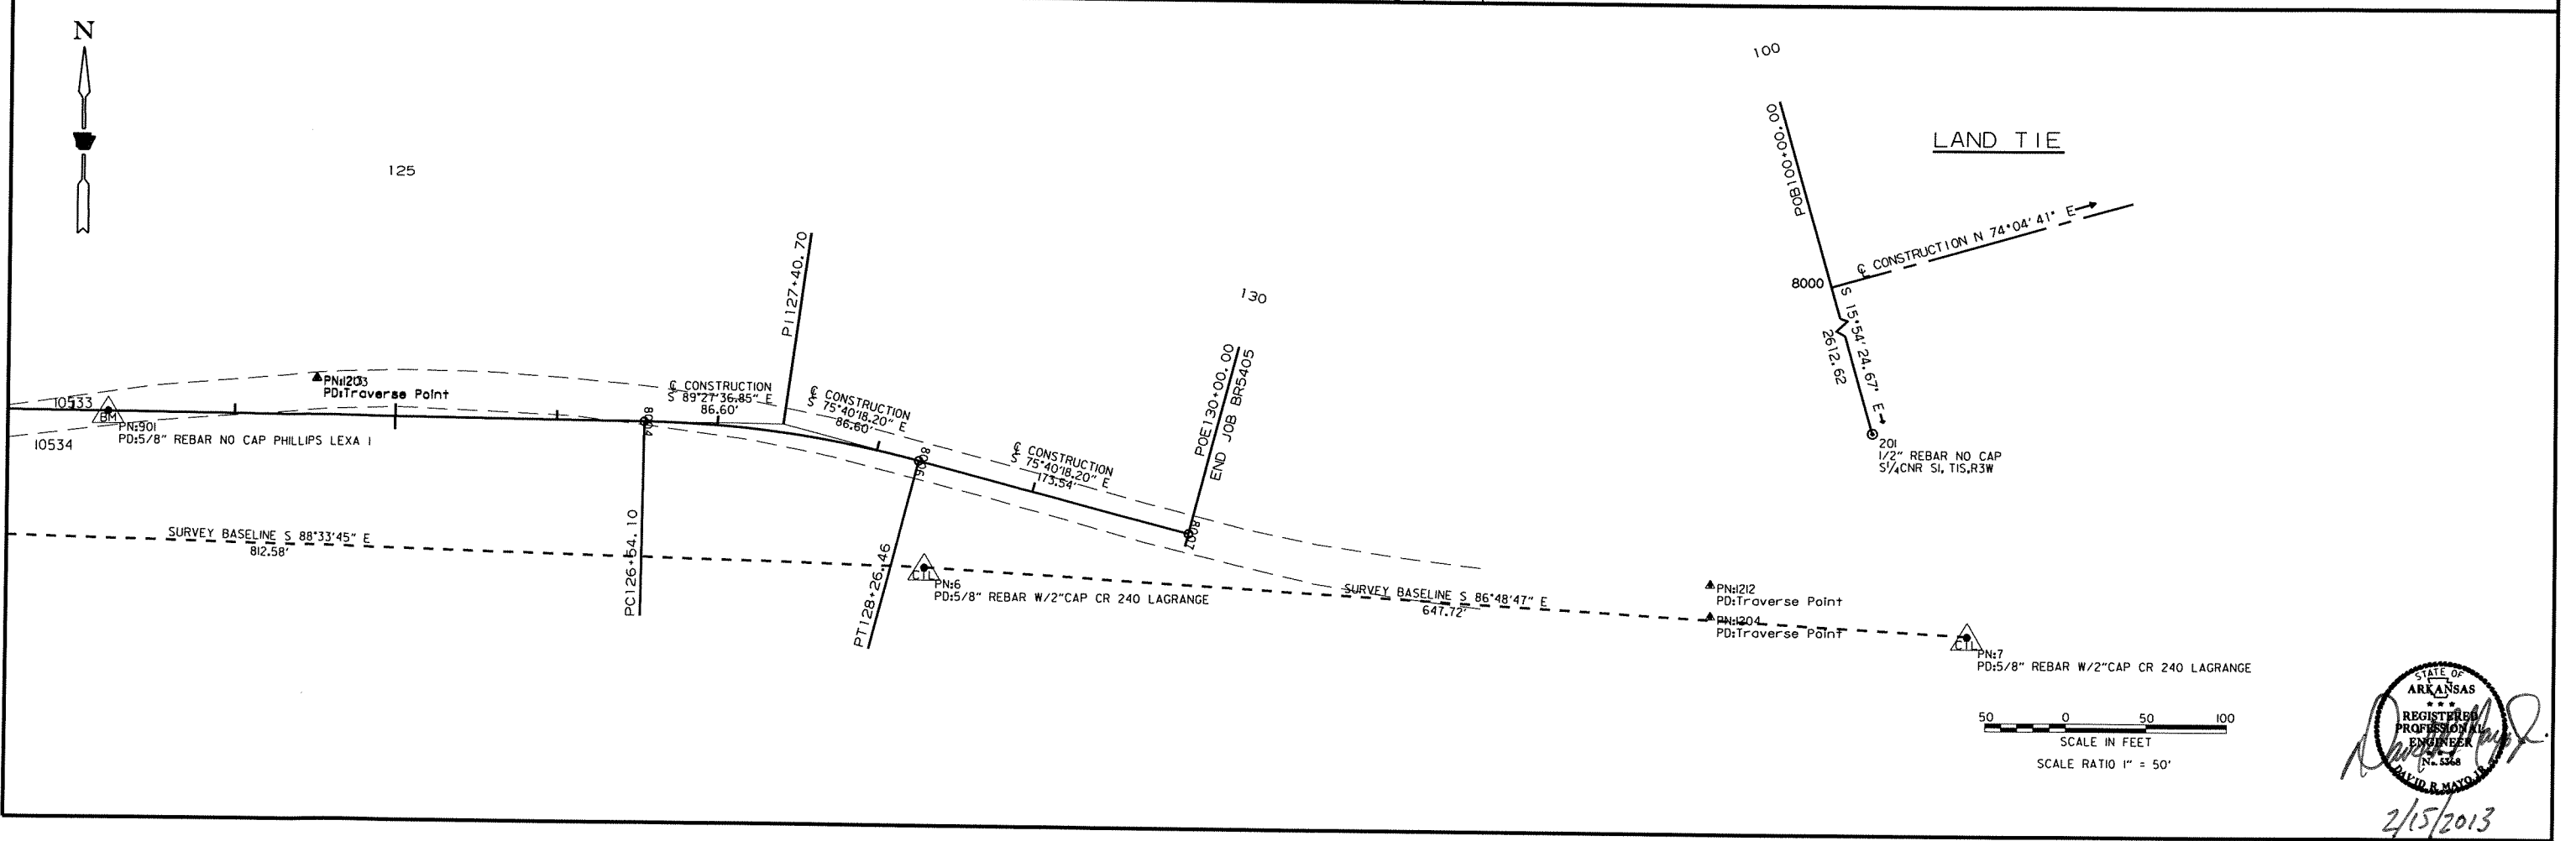 N
100
LAND TIE
POB100+00.00
125
℄ CONSTRUCTION N 74°04'41" E
8000
S 15°54'24.67" E
2612.62
201
1/2" REBAR NO CAP
S1/4CNR S1, T1S,R3W
PI127+40.70
130
POE130+00.00
END JOB BR5405
PD:Traverse Point
10533
BM
PN:901
PD:5/8" REBAR NO CAP PHILLIPS LEXA 1
10534
8004
℄ CONSTRUCTION
S 89°27'36.85" E
86.60'
℄ CONSTRUCTION
S 75°40'18.20" E
86.60'
8006
℄ CONSTRUCTION
S 75°40'18.20" E
173.54'
8007
SURVEY BASELINE S 88°33'45" E
812.58'
PC126+54.10
PT128+26.46
CTL
PN:6
PD:5/8" REBAR W/2"CAP CR 240 LAGRANGE
SURVEY BASELINE S 86°48'47" E
647.72'
PN:1212
PD:Traverse Point
PN:1204
PD:Traverse Point
CTL
PN:7
PD:5/8" REBAR W/2"CAP CR 240 LAGRANGE
50 0 50 100
SCALE IN FEET
SCALE RATIO 1" = 50'
STATE OF
ARKANSAS
REGISTERED
PROFESSIONAL
ENGINEER
No. 5368
DAVID R. MAYO, JR.
2/15/2013